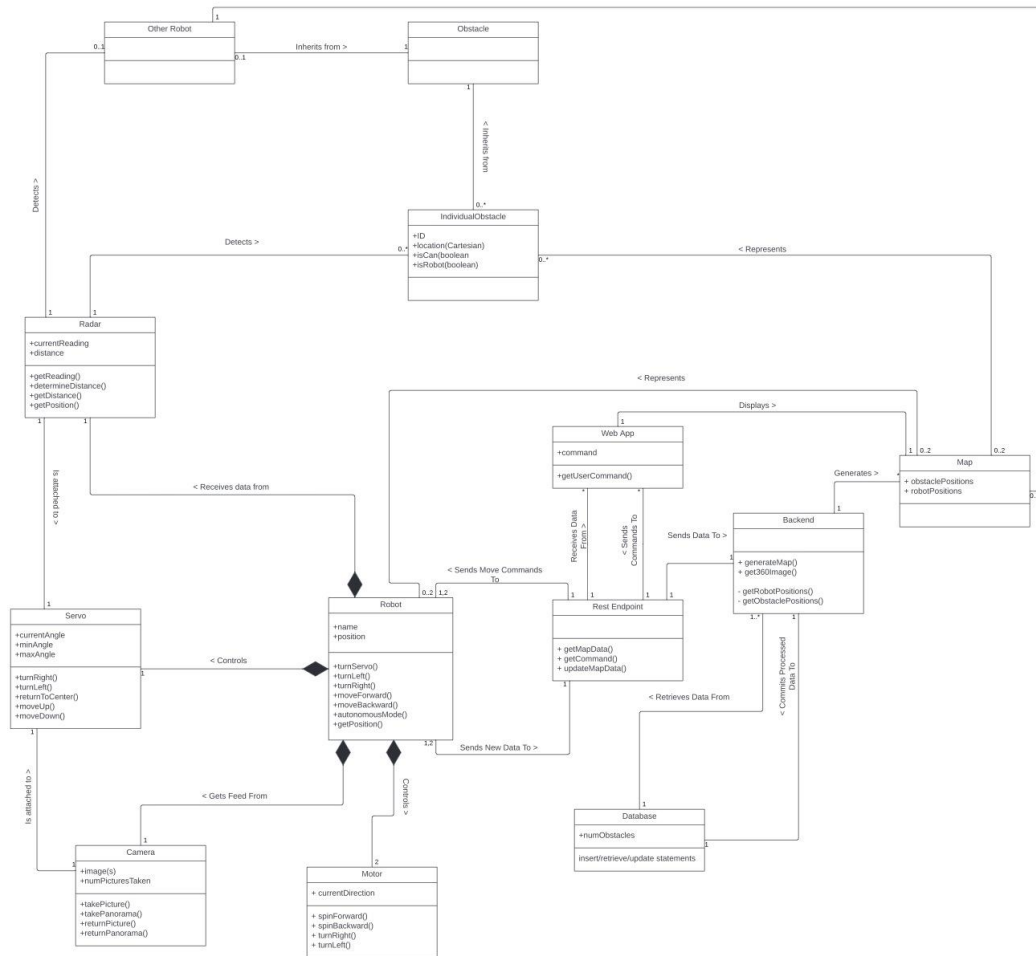 1
Other Robot
Obstacle
0..1
Inherits from >
1
0..1
1
< Inherits from
Detects >
0..*
IndividualObstacle
+ID
+location(Cartesian)
+isCan(boolean
+isRobot(boolean)
Detects >
0..*
0..*
< Represents
1
1
Radar
+currentReading
+distance
+getReading()
+determineDistance()
+getDistance()
+getPosition()
< Represents
Displays >
1
1
1
Web App
+command
+getUserCommand()
1
0..2
0..2
Map
+ obstaclePositions
+ robotPositions
Is attached to >
Generates >
*
0..
< Receives data from
*
*
1
Backend
+ generateMap()
+ get360Image()
- getRobotPositions()
- getObstaclePositions()
Receives Data
From >
< Sends
Commands To
Sends Data To >
1
< Sends Move Commands
To
1
0..2
1,2
1
1
1
1
Servo
+currentAngle
+minAngle
+maxAngle
+turnRight()
+turnLeft()
+returnToCenter()
+moveUp()
+moveDown()
Robot
+name
+position
+turnServo()
+turnLeft()
+turnRight()
+moveForward()
+moveBackward()
+autonomousMode()
+getPosition()
Rest Endpoint
+ getMapData()
+ getCommand()
+ updateMapData()
1..*
1
< Controls
1
1
< Retrieves Data From
< Commits Processed
Data To
1
1,2
Sends New Data To >
Is attached to >
< Gets Feed From
Controls >
1
Database
+numObstacles
insert/retrieve/update statements
1
1
1
2
Camera
+image(s)
+numPicturesTaken
+takePicture()
+takePanorama()
+returnPicture()
+returnPanorama()
Motor
+ currentDirection
+ spinForward()
+ spinBackward()
+ turnRight()
+ turnLeft()